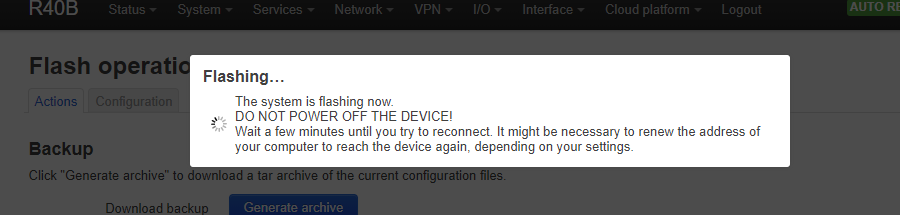 R40B Status System Services Network VPN I/O Interface Cloud platform Logout AUTO RE
Flash operatio
Flashing...
Actions Configuration
The system is flashing now.
DO NOT POWER OFF THE DEVICE!
Wait a few minutes until you try to reconnect. It might be necessary to renew the address of
your computer to reach the device again, depending on your settings.
Backup
Click "Generate archive" to download a tar archive of the current configuration files.
Download backup Generate archive